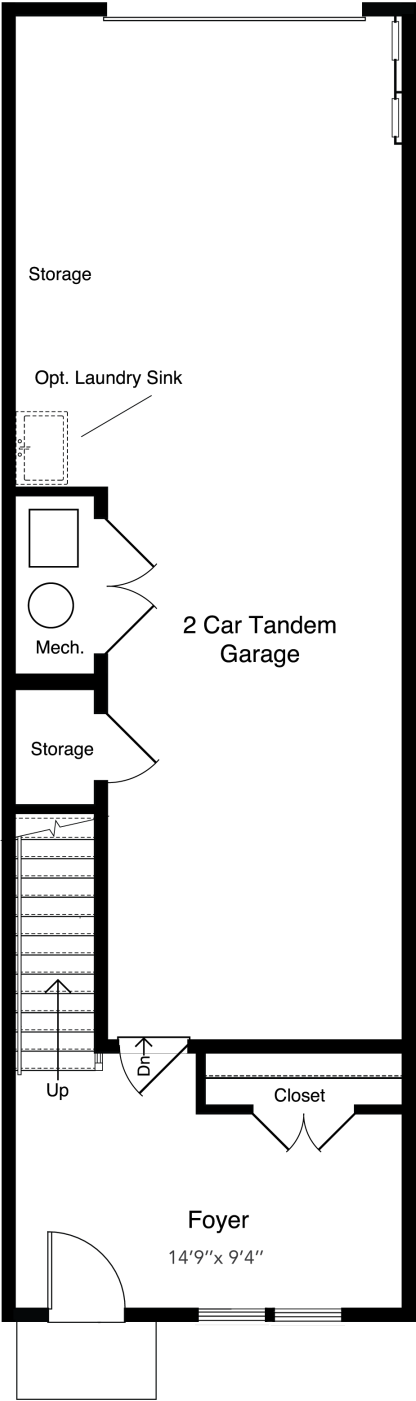 Storage
Opt. Laundry Sink
2 Car Tandem
Garage
Mech.
Storage
Up
Dn
Closet
Foyer
14’9”x 9’4”